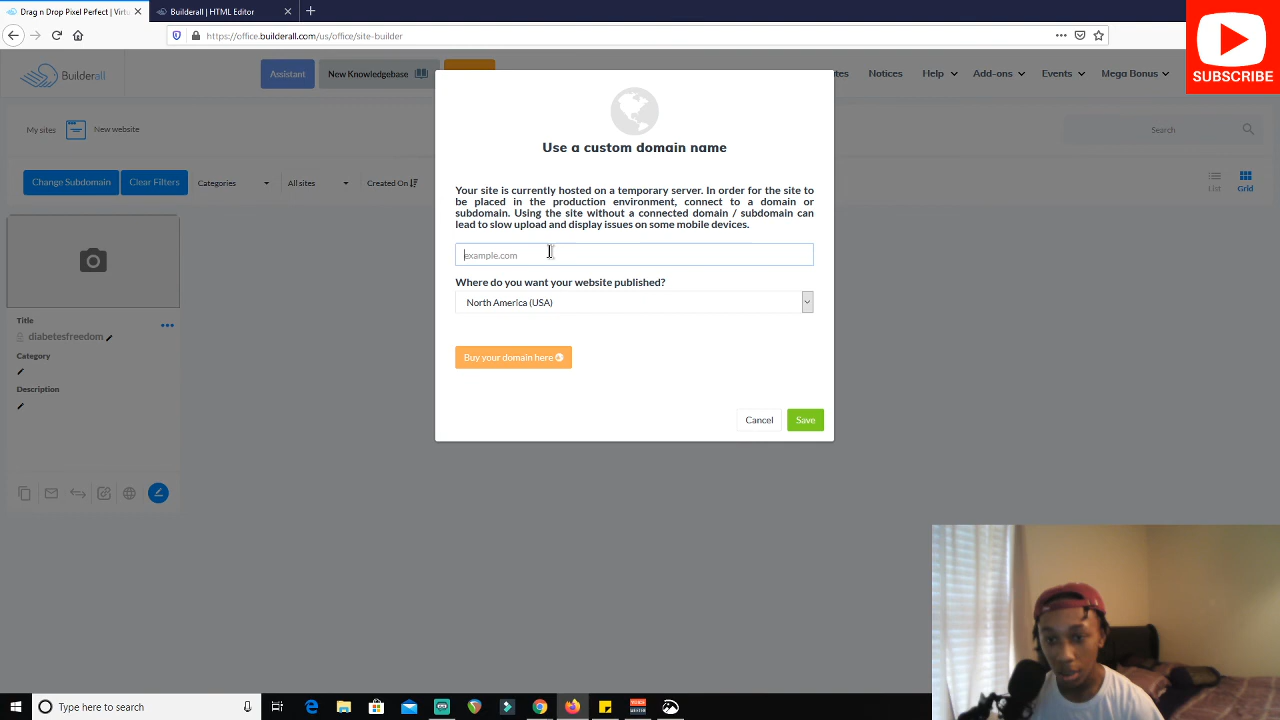 Drag n Drop Pixel Perfect | Virto
Builderall | HTML Editor
https://office.builderall.com/us/office/site-builder
SUBSCRIBE
Builderall
Assistant
New Knowledgebase
Notices
Help
Add-ons
Events
Mega Bonus
My sites
New website
Search
Change Subdomain
Clear Filters
Categories
All sites
Created On
List
Grid
Title
diabetesfreedom
Category
Description
Use a custom domain name
Your site is currently hosted on a temporary server. In order for the site to
be placed in the production environment, connect to a domain or
subdomain. Using the site without a connected domain / subdomain can
lead to slow upload and display issues on some mobile devices.
example.com
Where do you want your website published?
North America (USA)
Buy your domain here
Cancel
Save
Type here to search